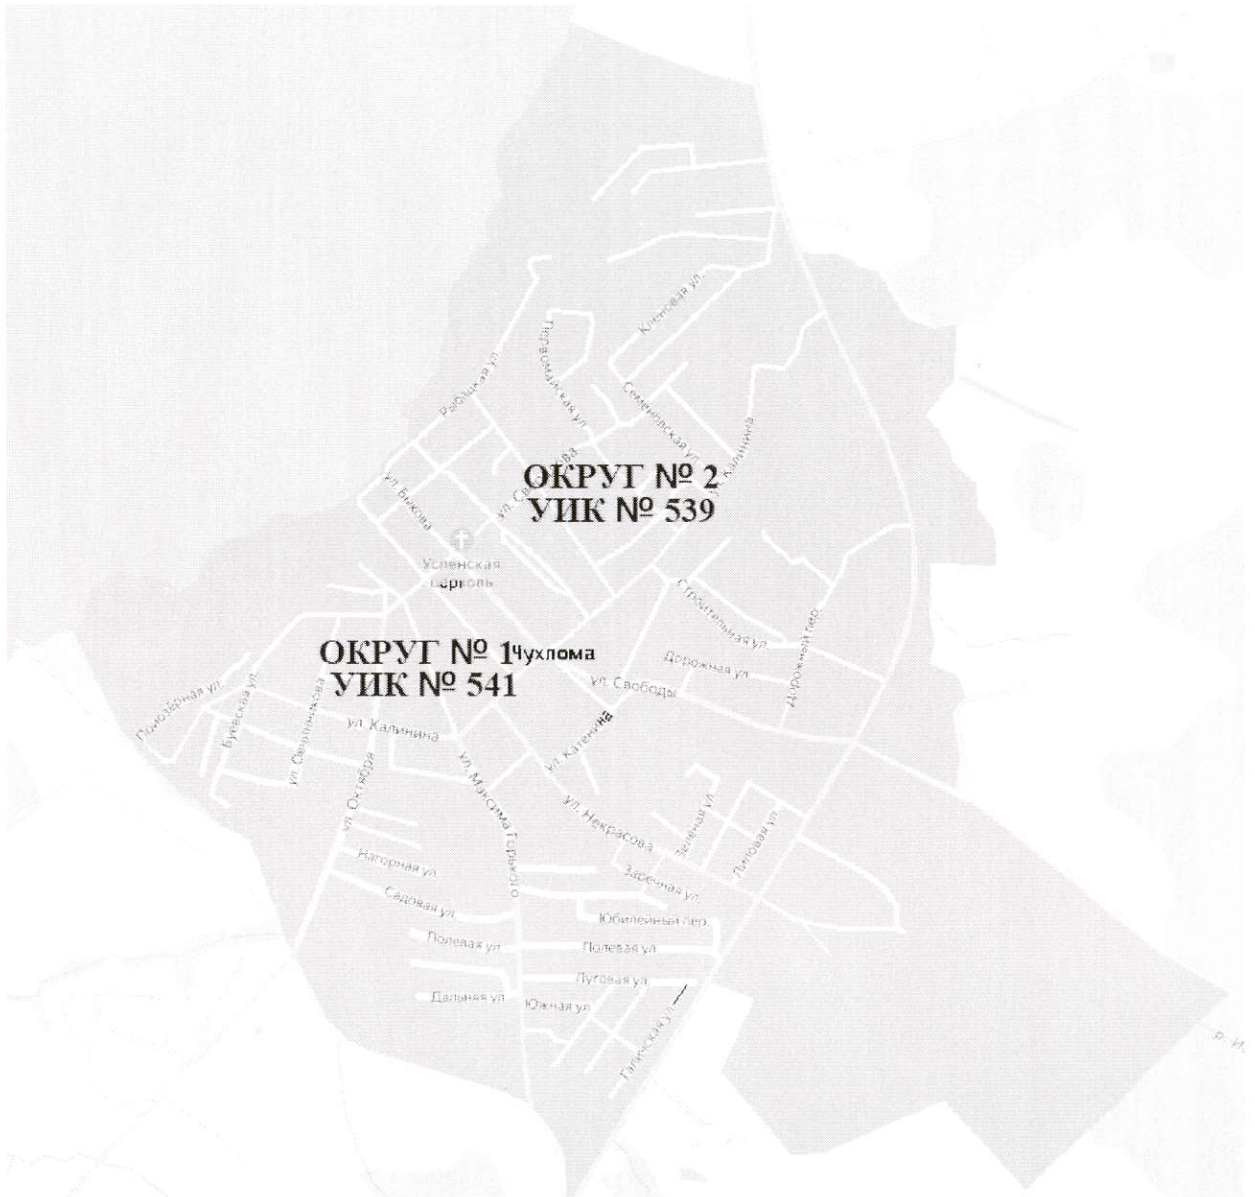 Кленовая ул.
Первомайская ул.
Рыбацкая ул.
Семёновская ул.
ул. Калинина
ОКРУГ № 2
УИК № 539
ул. Быкова
Успенская
церковь
Строительная ул.
Дорожный пер.
ОКРУГ № 1
Чухлома
УИК № 541
Дорожная ул.
ул. Свободы
Приозёрная ул.
Буевская ул.
ул. Овчинникова
ул. Калинина
ул. Катенина
ул. Октября
ул. Максима Горького
ул. Некрасова
Зелёная ул.
Липовая ул.
Нагорная ул.
Заречная ул.
Садовая ул.
Юбилейный пер.
Полевая ул.
Полевая ул.
Луговая ул.
Дальняя ул.
Южная ул.
Галичская ул.
р. И